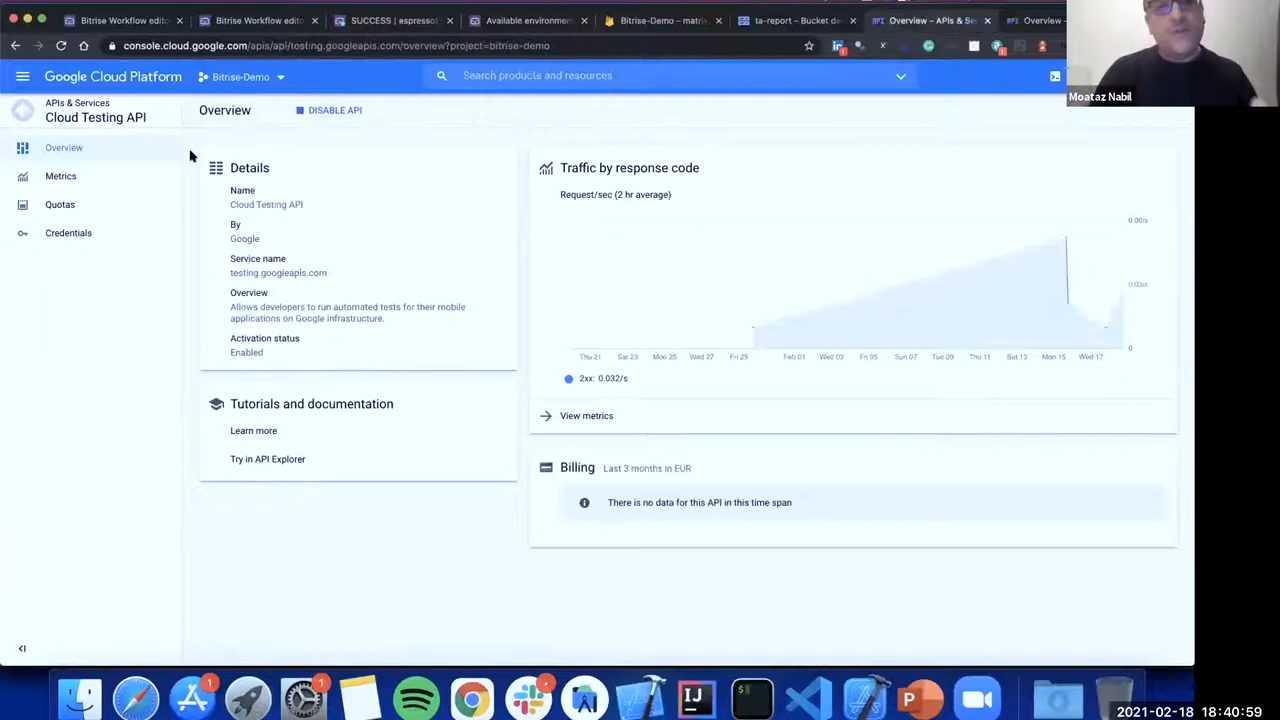 Bitrise Workflow edito
Bitrise Workflow edito
SUCCESS | espresso1
Available environment
Bitrise-Demo – matrix
ta-report – Bucket de
Overview – APIs & Se
Overview –
console.cloud.google.com/apis/api/testing.googleapis.com/overview?project=bitrise-demo
Google Cloud Platform
Bitrise-Demo
Search products and resources
Moataz Nabil
APIs & Services
Cloud Testing API
Overview
DISABLE API
Overview
Metrics
Quotas
Credentials
Details
Name
Cloud Testing API
By
Google
Service name
testing.googleapis.com
Overview
Allows developers to run automated tests for their mobile
applications on Google infrastructure.
Activation status
Enabled
Tutorials and documentation
Learn more
Try in API Explorer
Traffic by response code
Request/sec (2 hr average)
0.06/s
0.03/s
0
Thu 21 Sat 23 Mon 25 Wed 27 Fri 29 Feb 01 Wed 03 Fri 05 Sun 07 Tue 09 Thu 11 Sat 13 Mon 15 Wed 17
2xx: 0.032/s
View metrics
Billing Last 3 months in EUR
There is no data for this API in this time span
1
1
IJ
$
P
2021-02-18 18:40:59